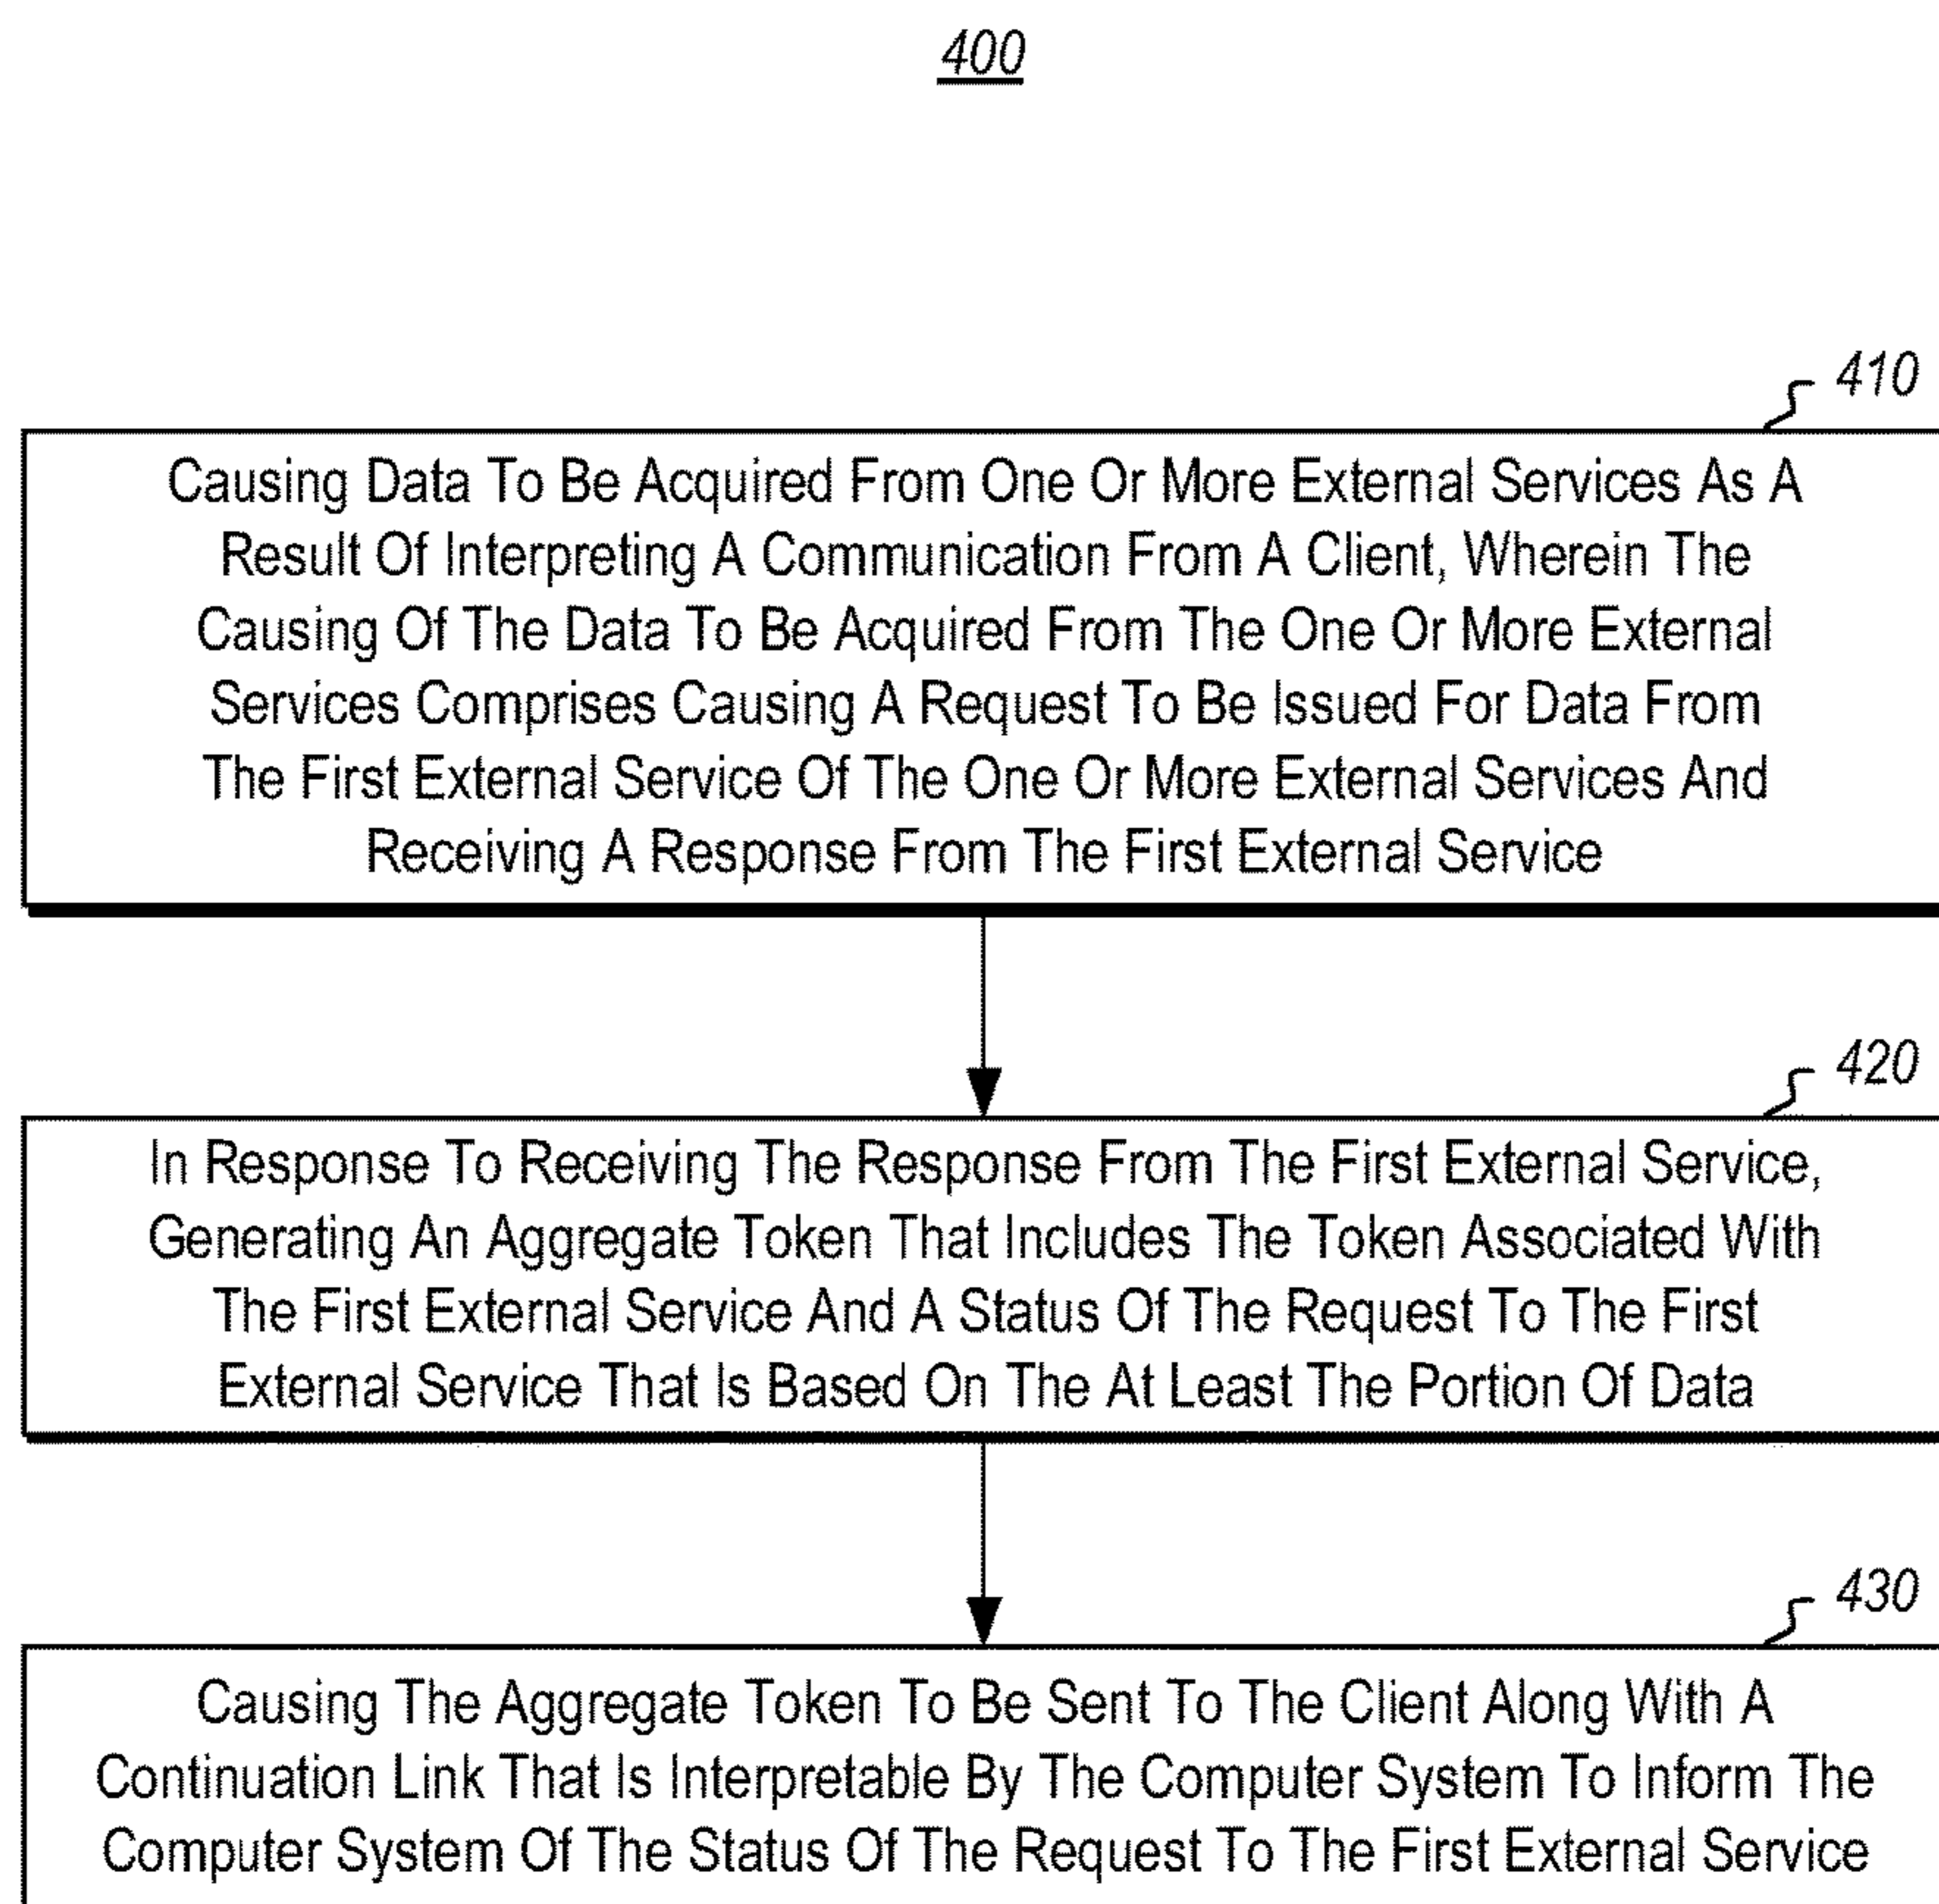 400
410
Causing Data To Be Acquired From One Or More External Services As A
Result Of Interpreting A Communication From A Client, Wherein The
Causing Of The Data To Be Acquired From The One Or More External
Services Comprises Causing A Request To Be Issued For Data From
The First External Service Of The One Or More External Services And
Receiving A Response From The First External Service
420
In Response To Receiving The Response From The First External Service,
Generating An Aggregate Token That Includes The Token Associated With
The First External Service And A Status Of The Request To The First
External Service That Is Based On The At Least The Portion Of Data
430
Causing The Aggregate Token To Be Sent To The Client Along With A
Continuation Link That Is Interpretable By The Computer System To Inform The
Computer System Of The Status Of The Request To The First External Service